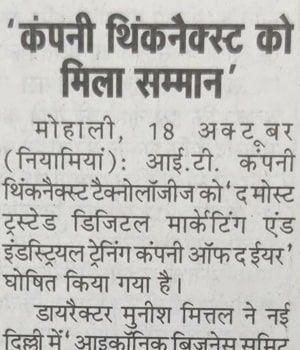 'कंपनी थिंकनैक्स्ट को
मिला सम्मान'
मोहाली, 18 अक्टूबर
(नियामियां): आई.टी. कंपनी
थिंकनैक्स्ट टैक्नोलॉजीज को 'द मोस्ट
ट्रस्टेड डिजिटल मार्केटिंग एंड
इंडस्ट्रियल ट्रेनिंग कंपनी ऑफ द ईयर'
घोषित किया गया है।
डायरैक्टर मुनीश मित्तल ने नई
दिल्ली में 'आइकॉनिक बिजनेस समिट